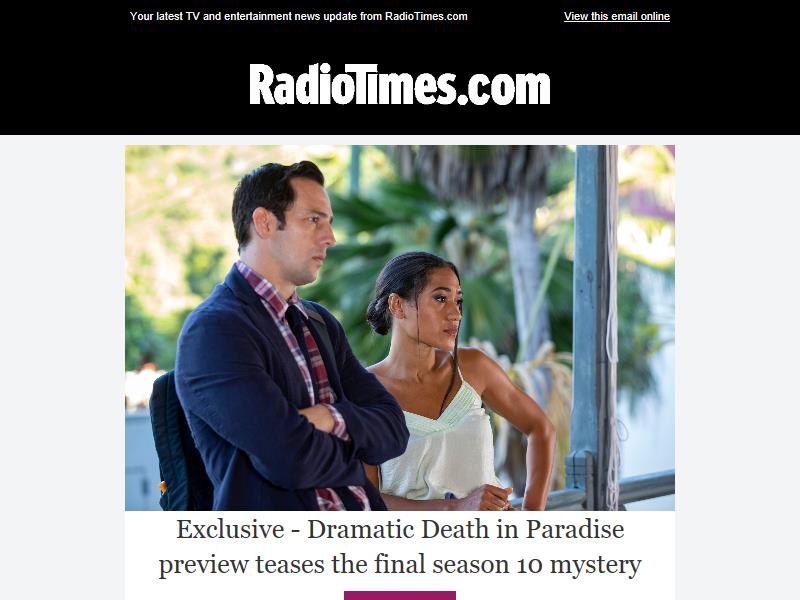 Your latest TV and entertainment news update from RadioTimes.com
View this email online
RadioTimes.com
Exclusive - Dramatic Death in Paradise
preview teases the final season 10 mystery